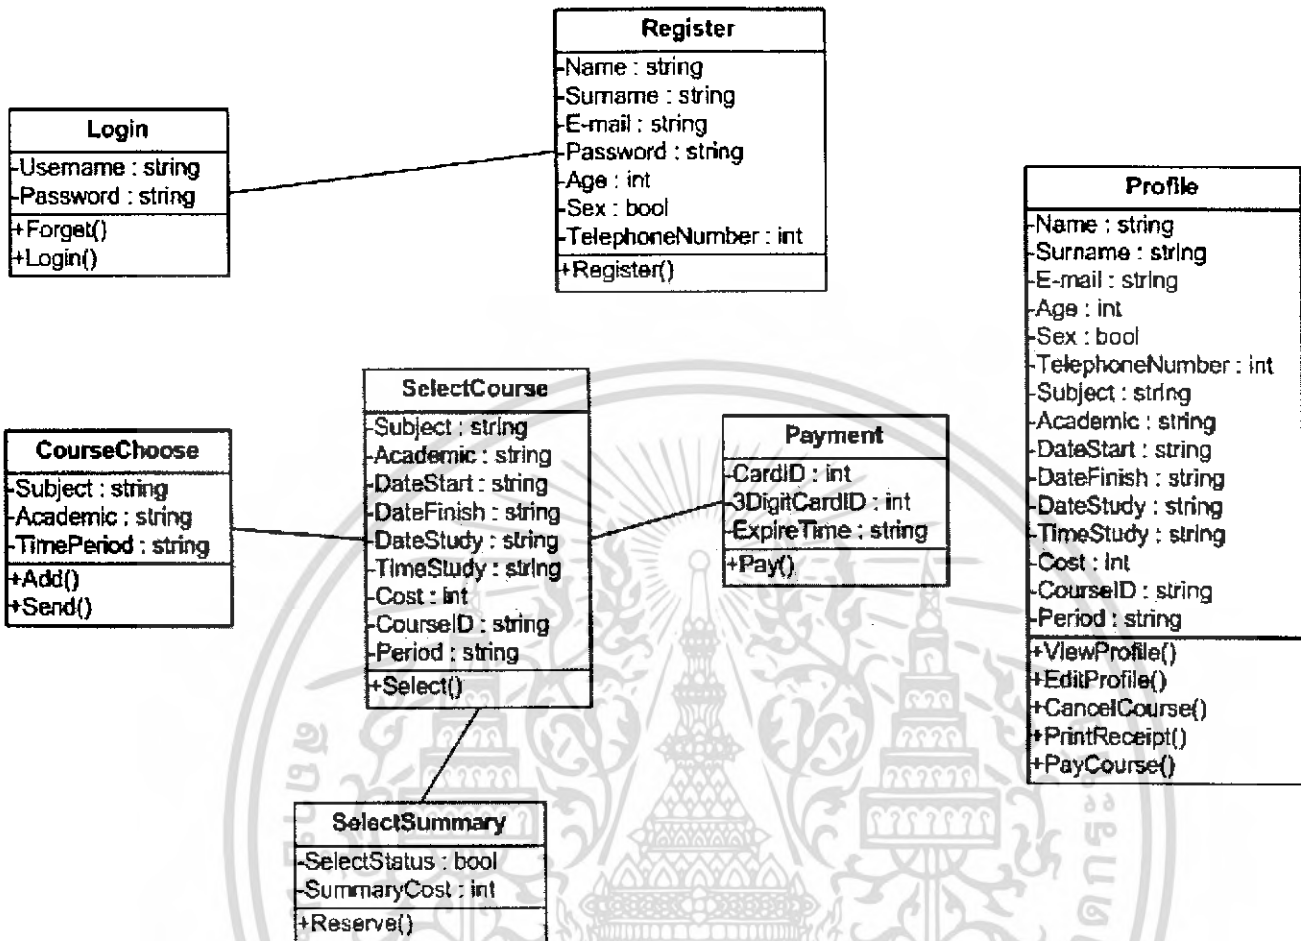 Register
-Name : string
-Surname : string
-E-mail : string
-Password : string
-Age : int
-Sex : bool
-TelephoneNumber : int
+Register()
Login
-Username : string
-Password : string
+Forget()
+Login()
Profile
-Name : string
-Surname : string
-E-mail : string
-Age : int
-Sex : bool
-TelephoneNumber : int
-Subject : string
-Academic : string
-DateStart : string
-DateFinish : string
-DateStudy : string
-TimeStudy : string
-Cost : int
-CourseID : string
-Period : string
+ViewProfile()
+EditProfile()
+CancelCourse()
+PrintReceipt()
+PayCourse()
SelectCourse
-Subject : string
-Academic : string
-DateStart : string
-DateFinish : string
-DateStudy : string
-TimeStudy : string
-Cost : int
-CourseID : string
-Period : string
+Select()
CourseChoose
-Subject : string
-Academic : string
-TimePeriod : string
+Add()
+Send()
Payment
-CardID : int
-3DigitCardID : int
-ExpireTime : string
+Pay()
SelectSummary
-SelectStatus : bool
-SummaryCost : int
+Reserve()